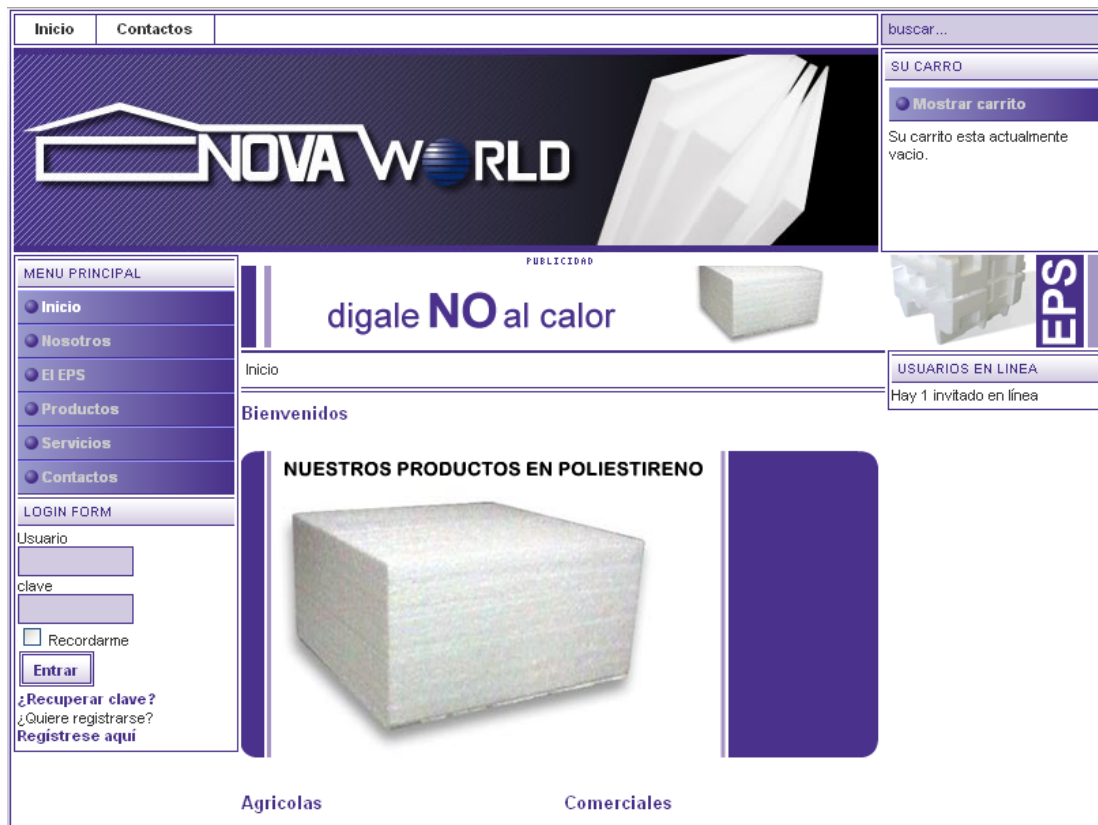 Inicio
Contactos
buscar...
NOVA WORLD
SU CARRO
Mostrar carrito
Su carrito esta actualmente
vacio.
MENU PRINCIPAL
Inicio
Nosotros
El EPS
Productos
Servicios
Contactos
LOGIN FORM
Usuario
clave
Recordarme
Entrar
¿Recuperar clave?
¿Quiere registrarse?
Regístrese aquí
PUBLICIDAD
digale NO al calor
EPS
Inicio
Bienvenidos
NUESTROS PRODUCTOS EN POLIESTIRENO
Agricolas
Comerciales
USUARIOS EN LINEA
Hay 1 invitado en línea